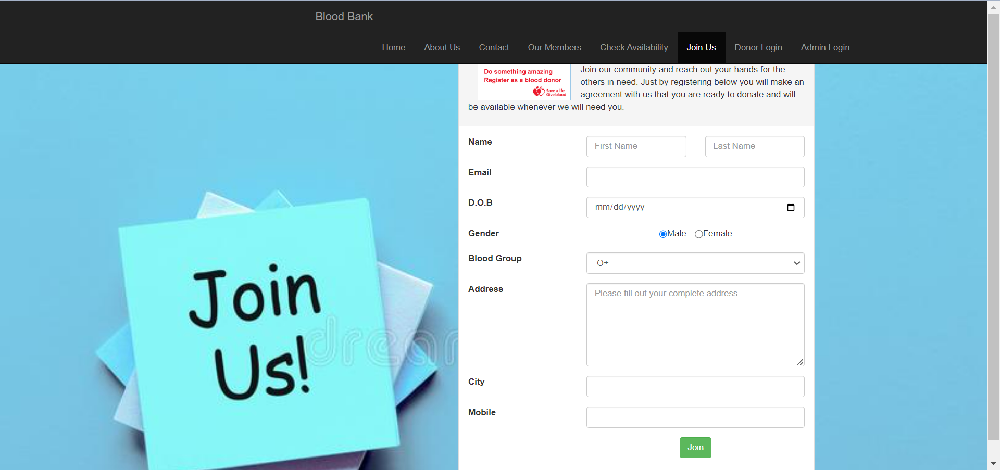 Blood Bank
Home About Us Contact Our Members Check Availability Join Us Donor Login Admin Login
Do something amazing
Register as a blood donor
Save a life
Give blood
Join our community and reach out your hands for the
others in need. Just by registering below you will make an
agreement with us that you are ready to donate and will
be available whenever we will need you.
Name First Name Last Name
Email
D.O.B mm/dd/yyyy
Gender Male Female
Blood Group O+
Address Please fill out your complete address.
City
Mobile
Join
Join
Us!